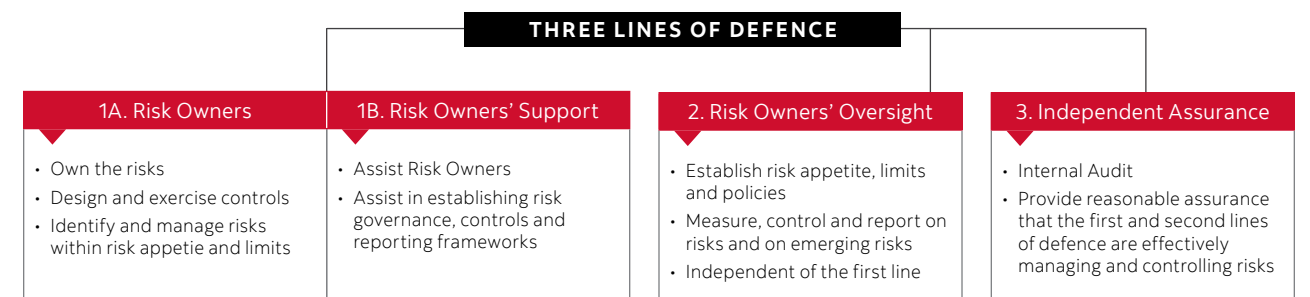 THREE LINES OF DEFENCE
1A. Risk Owners
• Own the risks
• Design and exercise controls
• Identify and manage risks
within risk appetie and limits
1B. Risk Owners’ Support
• Assist Risk Owners
• Assist in establishing risk
governance, controls and
reporting frameworks
2. Risk Owners’ Oversight
• Establish risk appetite, limits
and policies
• Measure, control and report on
risks and on emerging risks
• Independent of the first line
3. Independent Assurance
• Internal Audit
• Provide reasonable assurance
that the first and second lines
of defence are effectively
managing and controlling risks